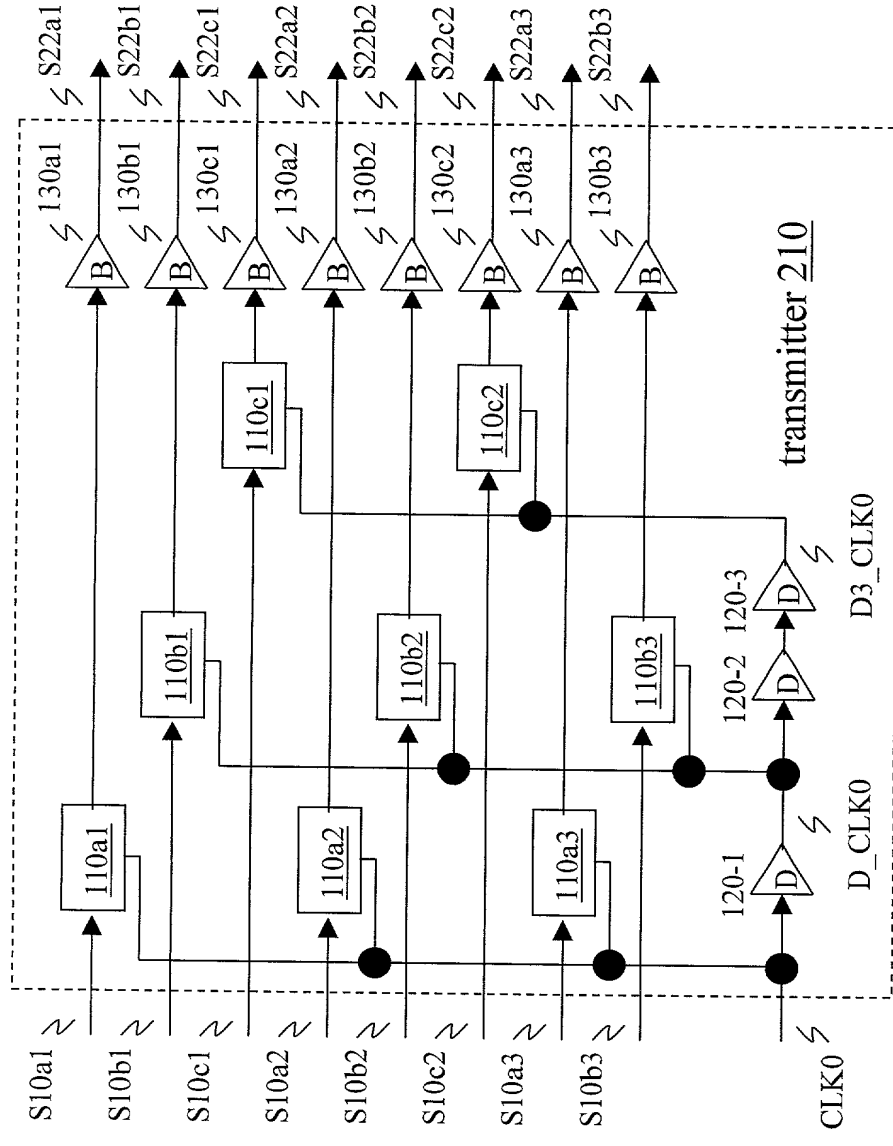 S10a1
S10b1
S10c1
S10a2
S10b2
S10c2
S10a3
S10b3
CLK0
110a1
110a2
110a3
110b1
110b2
110b3
110c1
110c2
120-1
D
D_CLK0
120-2
D
120-3
D
D3_CLK0
B
B
B
B
B
B
B
B
130a1
130b1
130c1
130a2
130b2
130c2
130a3
130b3
S22a1
S22b1
S22c1
S22a2
S22b2
S22c2
S22a3
S22b3
transmitter 210